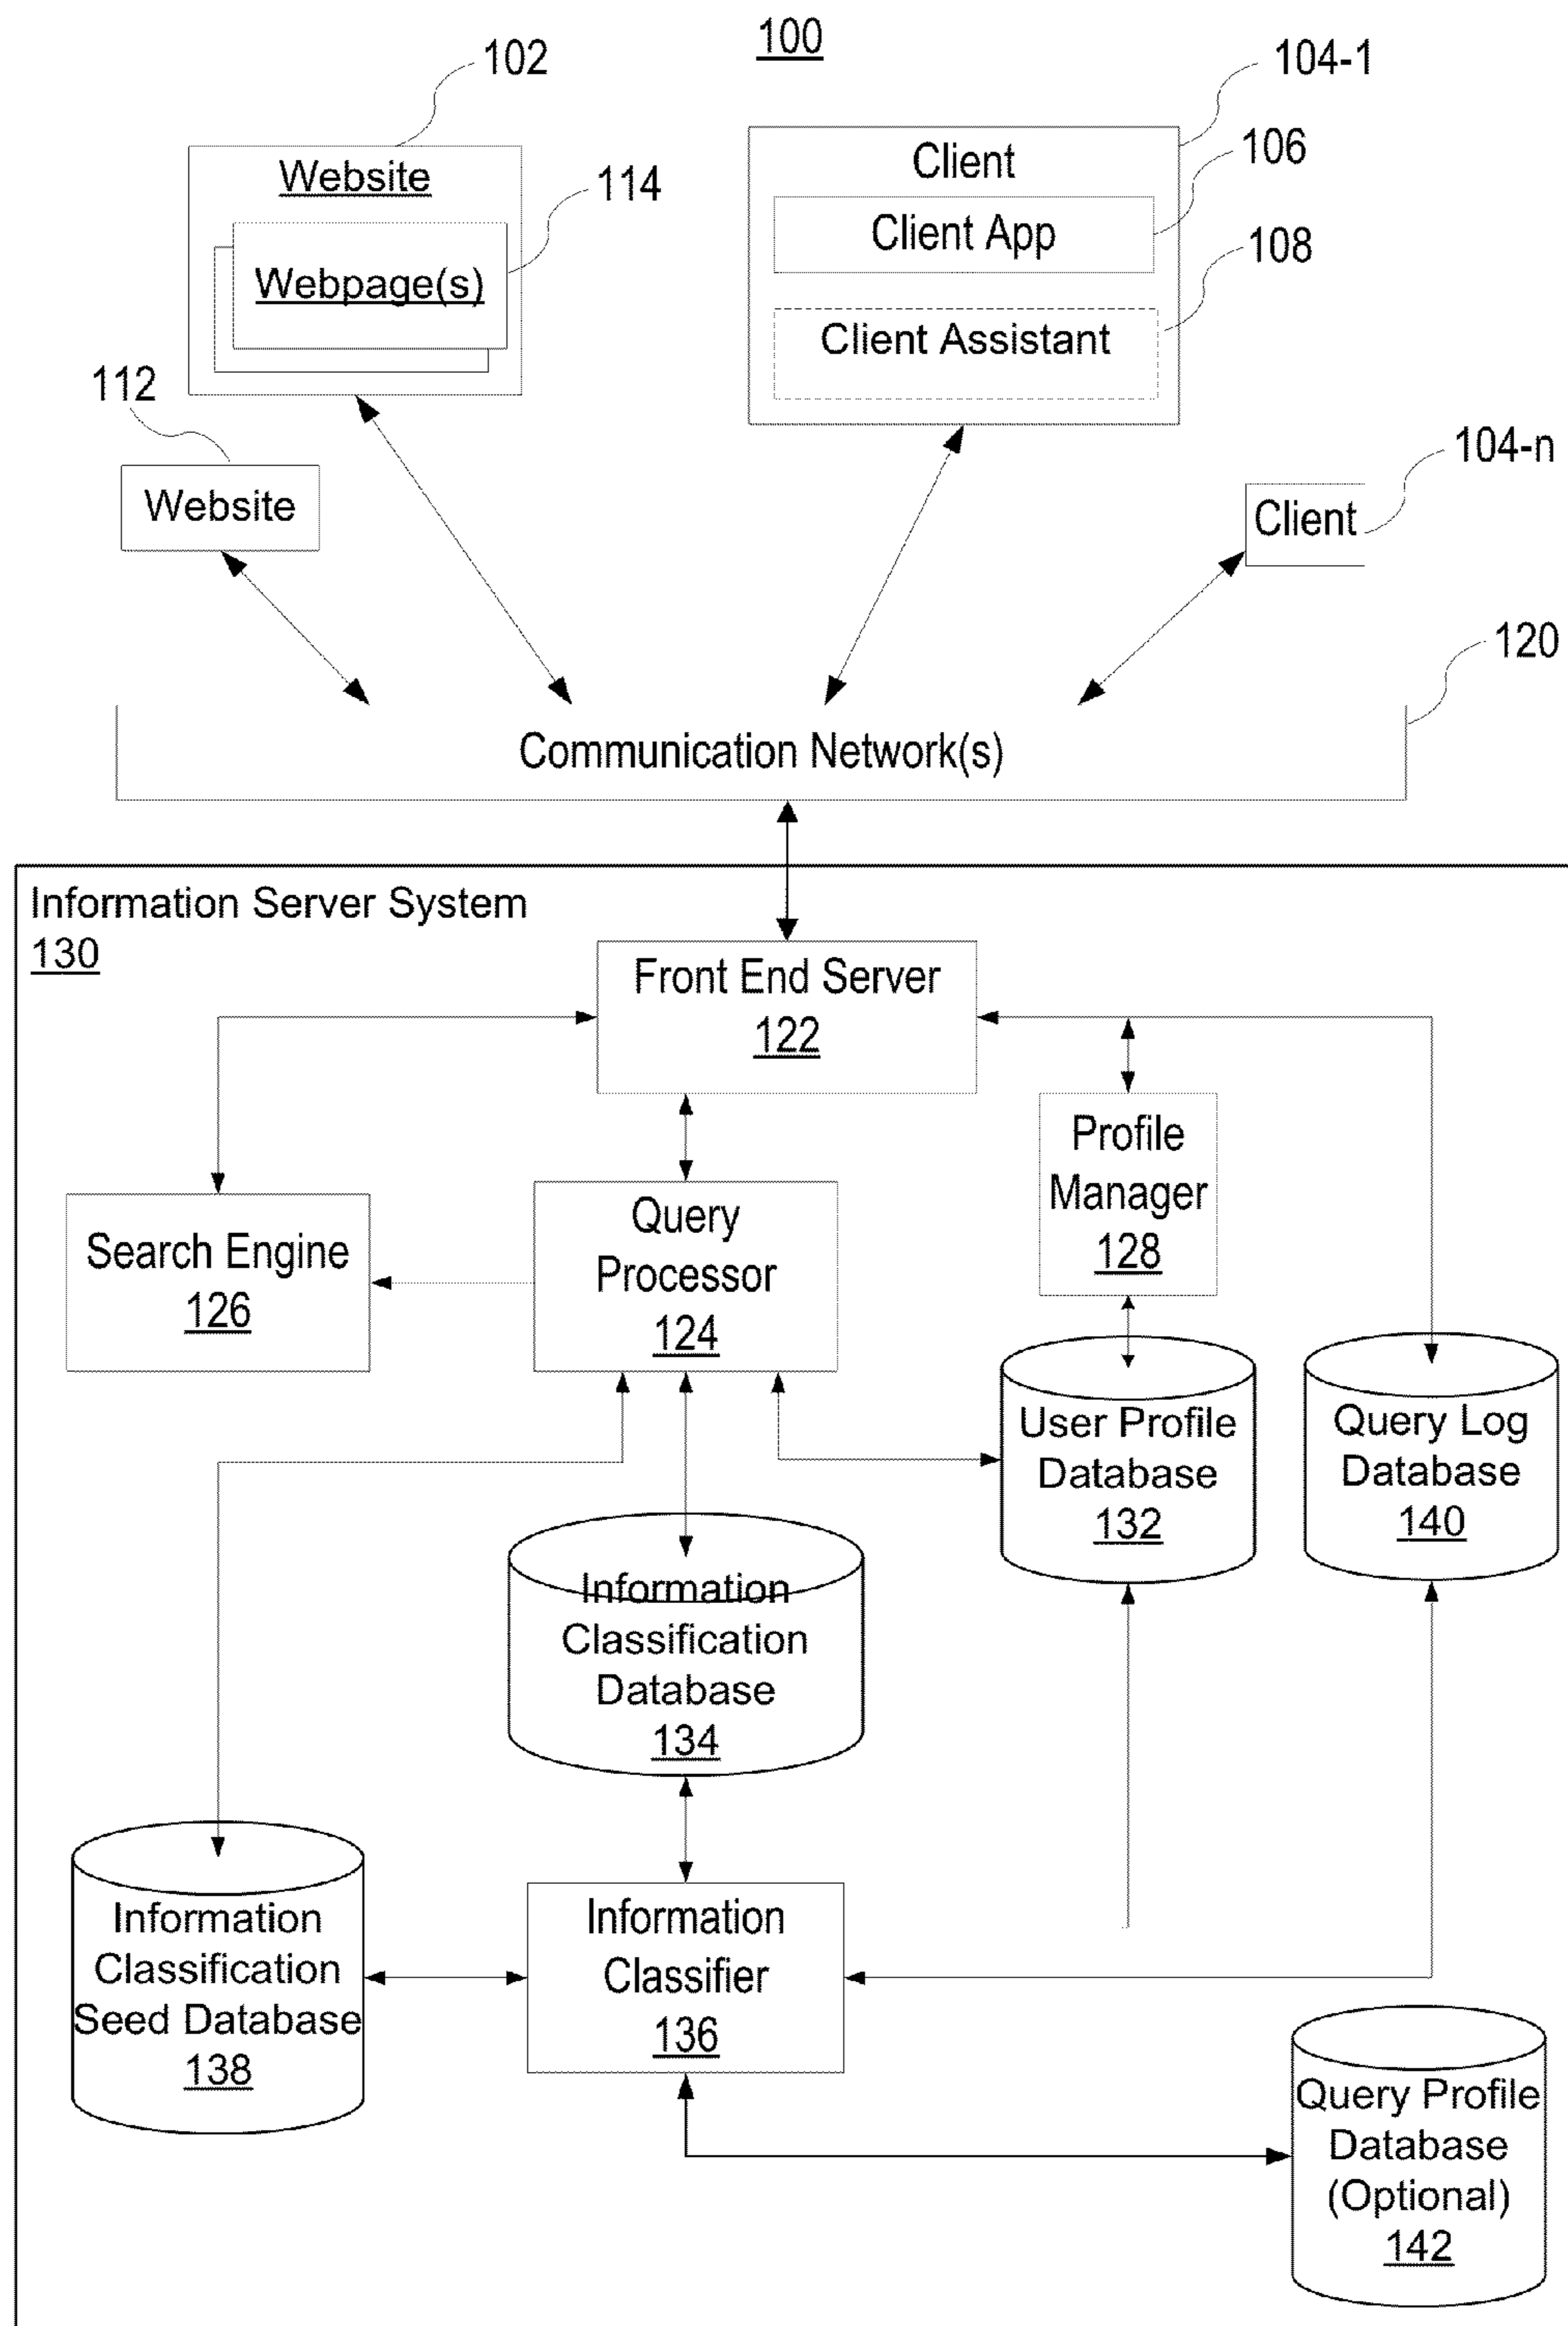 100
102
104-1
Website
114
Client
106
Webpage(s)
Client App
108
Client Assistant
112
Website
104-n
Client
120
Communication Network(s)
Information Server System
130
Front End Server
122
Profile
Manager
128
Search Engine
126
Query
Processor
124
User Profile
Database
132
Query Log
Database
140
Information
Classification
Database
134
Information
Classification
Seed Database
138
Information
Classifier
136
Query Profile
Database
(Optional)
142